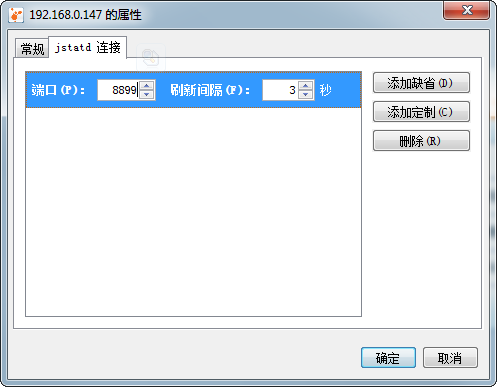 192.168.0.147 的属性
常规
jstatd 连接
端口(P): 8899 刷新间隔(F): 3 秒
添加缺省(D)
添加定制(C)
删除(R)
确定
取消